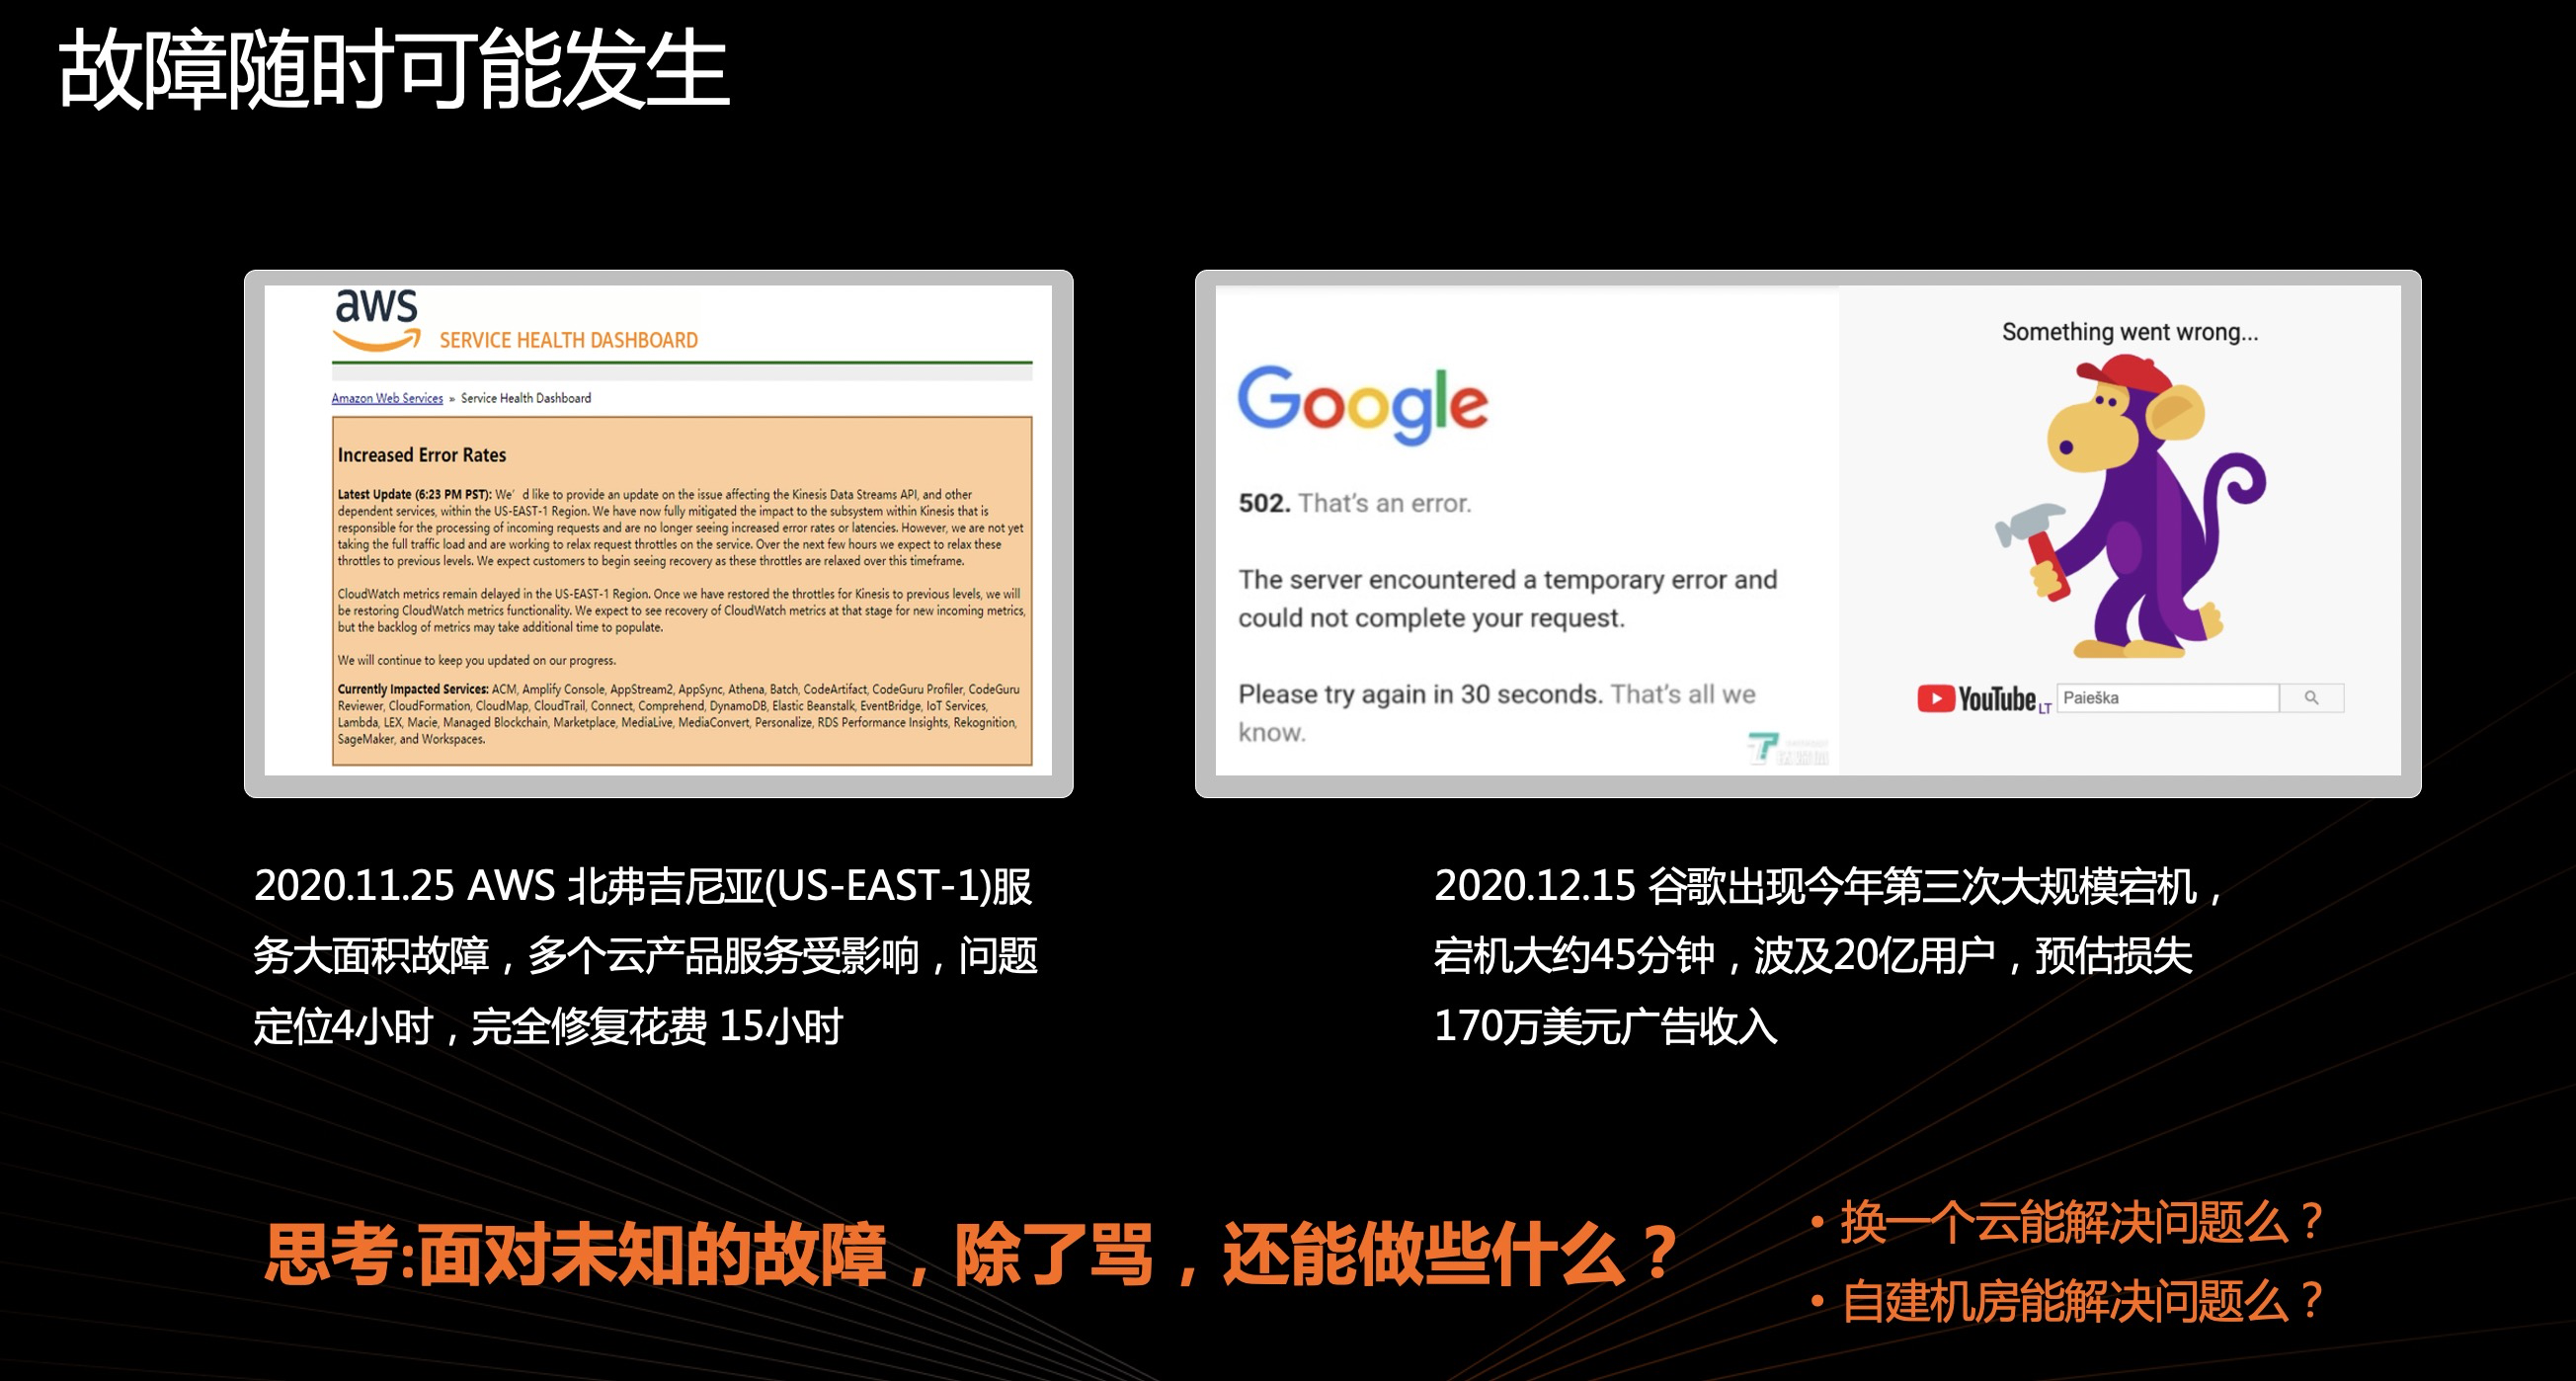 故障随时可能发生
aws
SERVICE HEALTH DASHBOARD
Amazon Web Services » Service Health Dashboard
Increased Error Rates
Latest Update (6:23 PM PST): We'd like to provide an update on the issue affecting the Kinesis Data Streams API, and other
dependent services, within the US-EAST-1 Region. We have now fully mitigated the impact to the subsystem within Kinesis that is
responsible for the processing of incoming requests and are no longer seeing increased error rates or latencies. However, we are not yet
taking the full traffic load and are working to relax request throttles on the service. Over the next few hours we expect to relax these
throttles to previous levels. We expect customers to begin seeing recovery as these throttles are relaxed over this timeframe.
CloudWatch metrics remain delayed in the US-EAST-1 Region. Once we have restored the throttles for Kinesis to previous levels, we will
be restoring CloudWatch metrics functionality. We expect to see recovery of CloudWatch metrics at that stage for new incoming metrics,
but the backlog of metrics may take additional time to populate.
We will continue to keep you updated on our progress.
Currently Impacted Services: ACM, Amplify Console, AppStream2, AppSync, Athena, Batch, CodeArtifact, CodeGuru Profiler, CodeGuru
Reviewer, CloudFormation, CloudMap, CloudTrail, Connect, Comprehend, DynamoDB, Elastic Beanstalk, EventBridge, IoT Services,
Lambda, LEX, Macie, Managed Blockchain, Marketplace, MediaLive, MediaConvert, Personalize, RDS Performance Insights, Rekognition,
SageMaker, and Workspaces.
Google
502. That's an error.
The server encountered a temporary error and
could not complete your request.
Please try again in 30 seconds. That's all we
know.
Something went wrong...
YouTube LT Paieška
2020.11.25 AWS 北弗吉尼亚(US-EAST-1)服
务大面积故障，多个云产品服务受影响，问题
定位4小时，完全修复花费 15小时
2020.12.15 谷歌出现今年第三次大规模宕机，
宕机大约45分钟，波及20亿用户，预估损失
170万美元广告收入
思考:面对未知的故障，除了骂，还能做些什么？
• 换一个云能解决问题么？
• 自建机房能解决问题么？